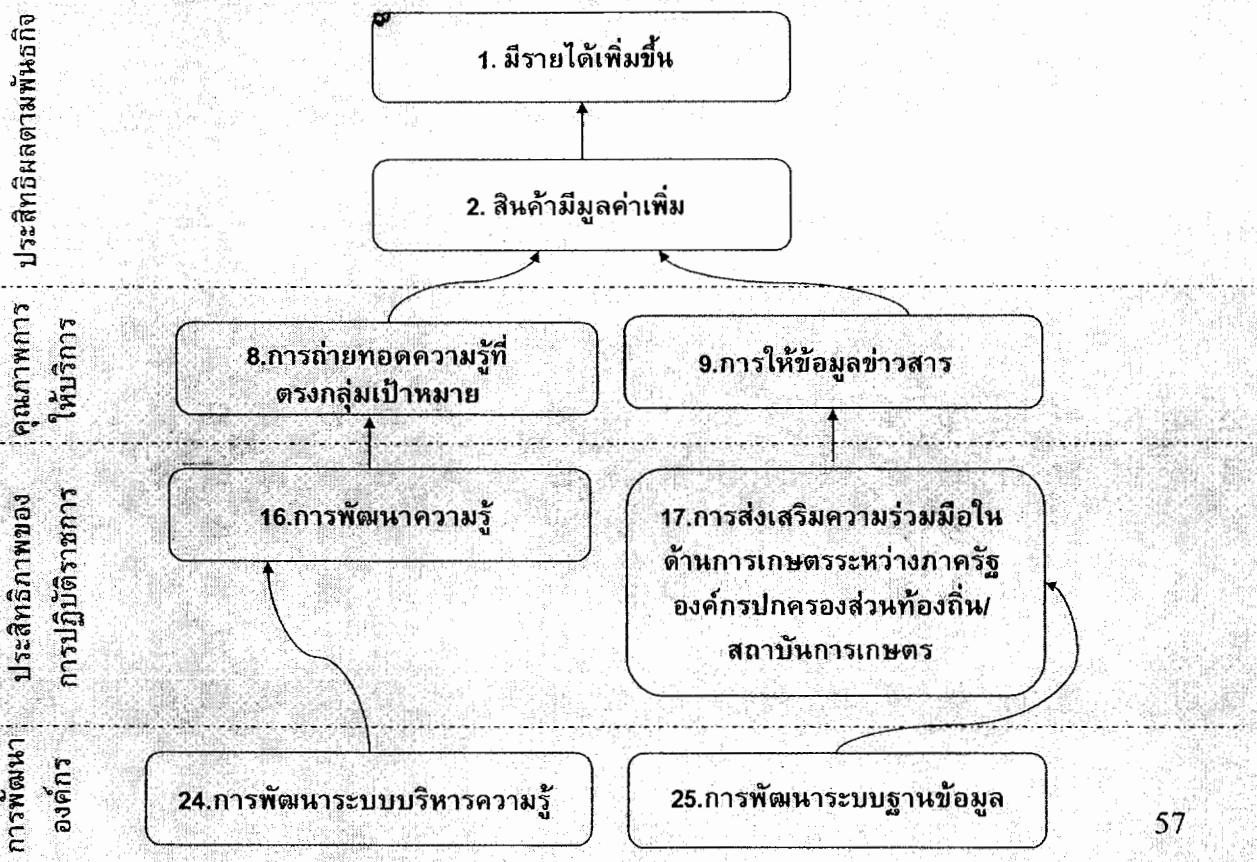 ประสิทธิผลตามพันธกิจ
1. มีรายได้เพิ่มขึ้น
2. สินค้ามีมูลค่าเพิ่ม
คุณภาพการ
ให้บริการ
8.การถ่ายทอดความรู้ที่
ตรงกลุ่มเป้าหมาย
9.การให้ข้อมูลข่าวสาร
ประสิทธิภาพของ
การปฏิบัติราชการ
16.การพัฒนาความรู้
17.การส่งเสริมความร่วมมือใน
ด้านการเกษตรระหว่างภาครัฐ
องค์กรปกครองส่วนท้องถิ่น/
สถาบันการเกษตร
การพัฒนา
องค์กร
24.การพัฒนาระบบบริหารความรู้
25.การพัฒนาระบบฐานข้อมูล
57